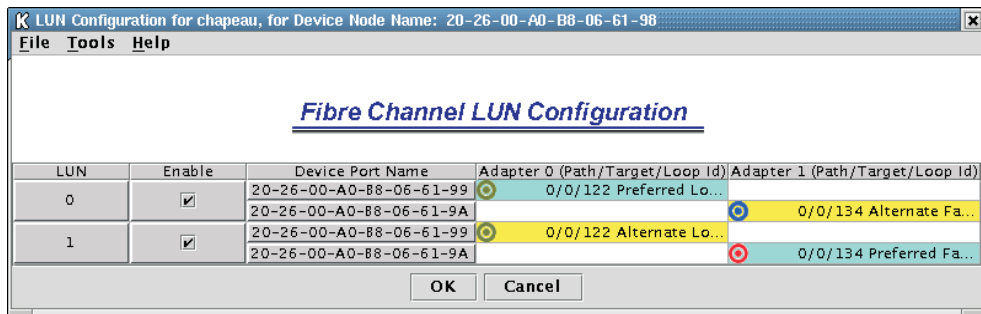 LUN Configuration for chapeau, for Device Node Name: 20-26-00-A0-B8-06-61-98
File Tools Help
Fibre Channel LUN Configuration
LUN Enable Device Port Name Adapter 0 (Path/Target/Loop Id) Adapter 1 (Path/Target/Loop Id)
0 20-26-00-A0-B8-06-61-99 0/0/122 Preferred Lo...
20-26-00-A0-B8-06-61-9A 0/0/134 Alternate Fa...
1 20-26-00-A0-B8-06-61-99 0/0/122 Alternate Lo...
20-26-00-A0-B8-06-61-9A 0/0/134 Preferred Fa...
OK Cancel